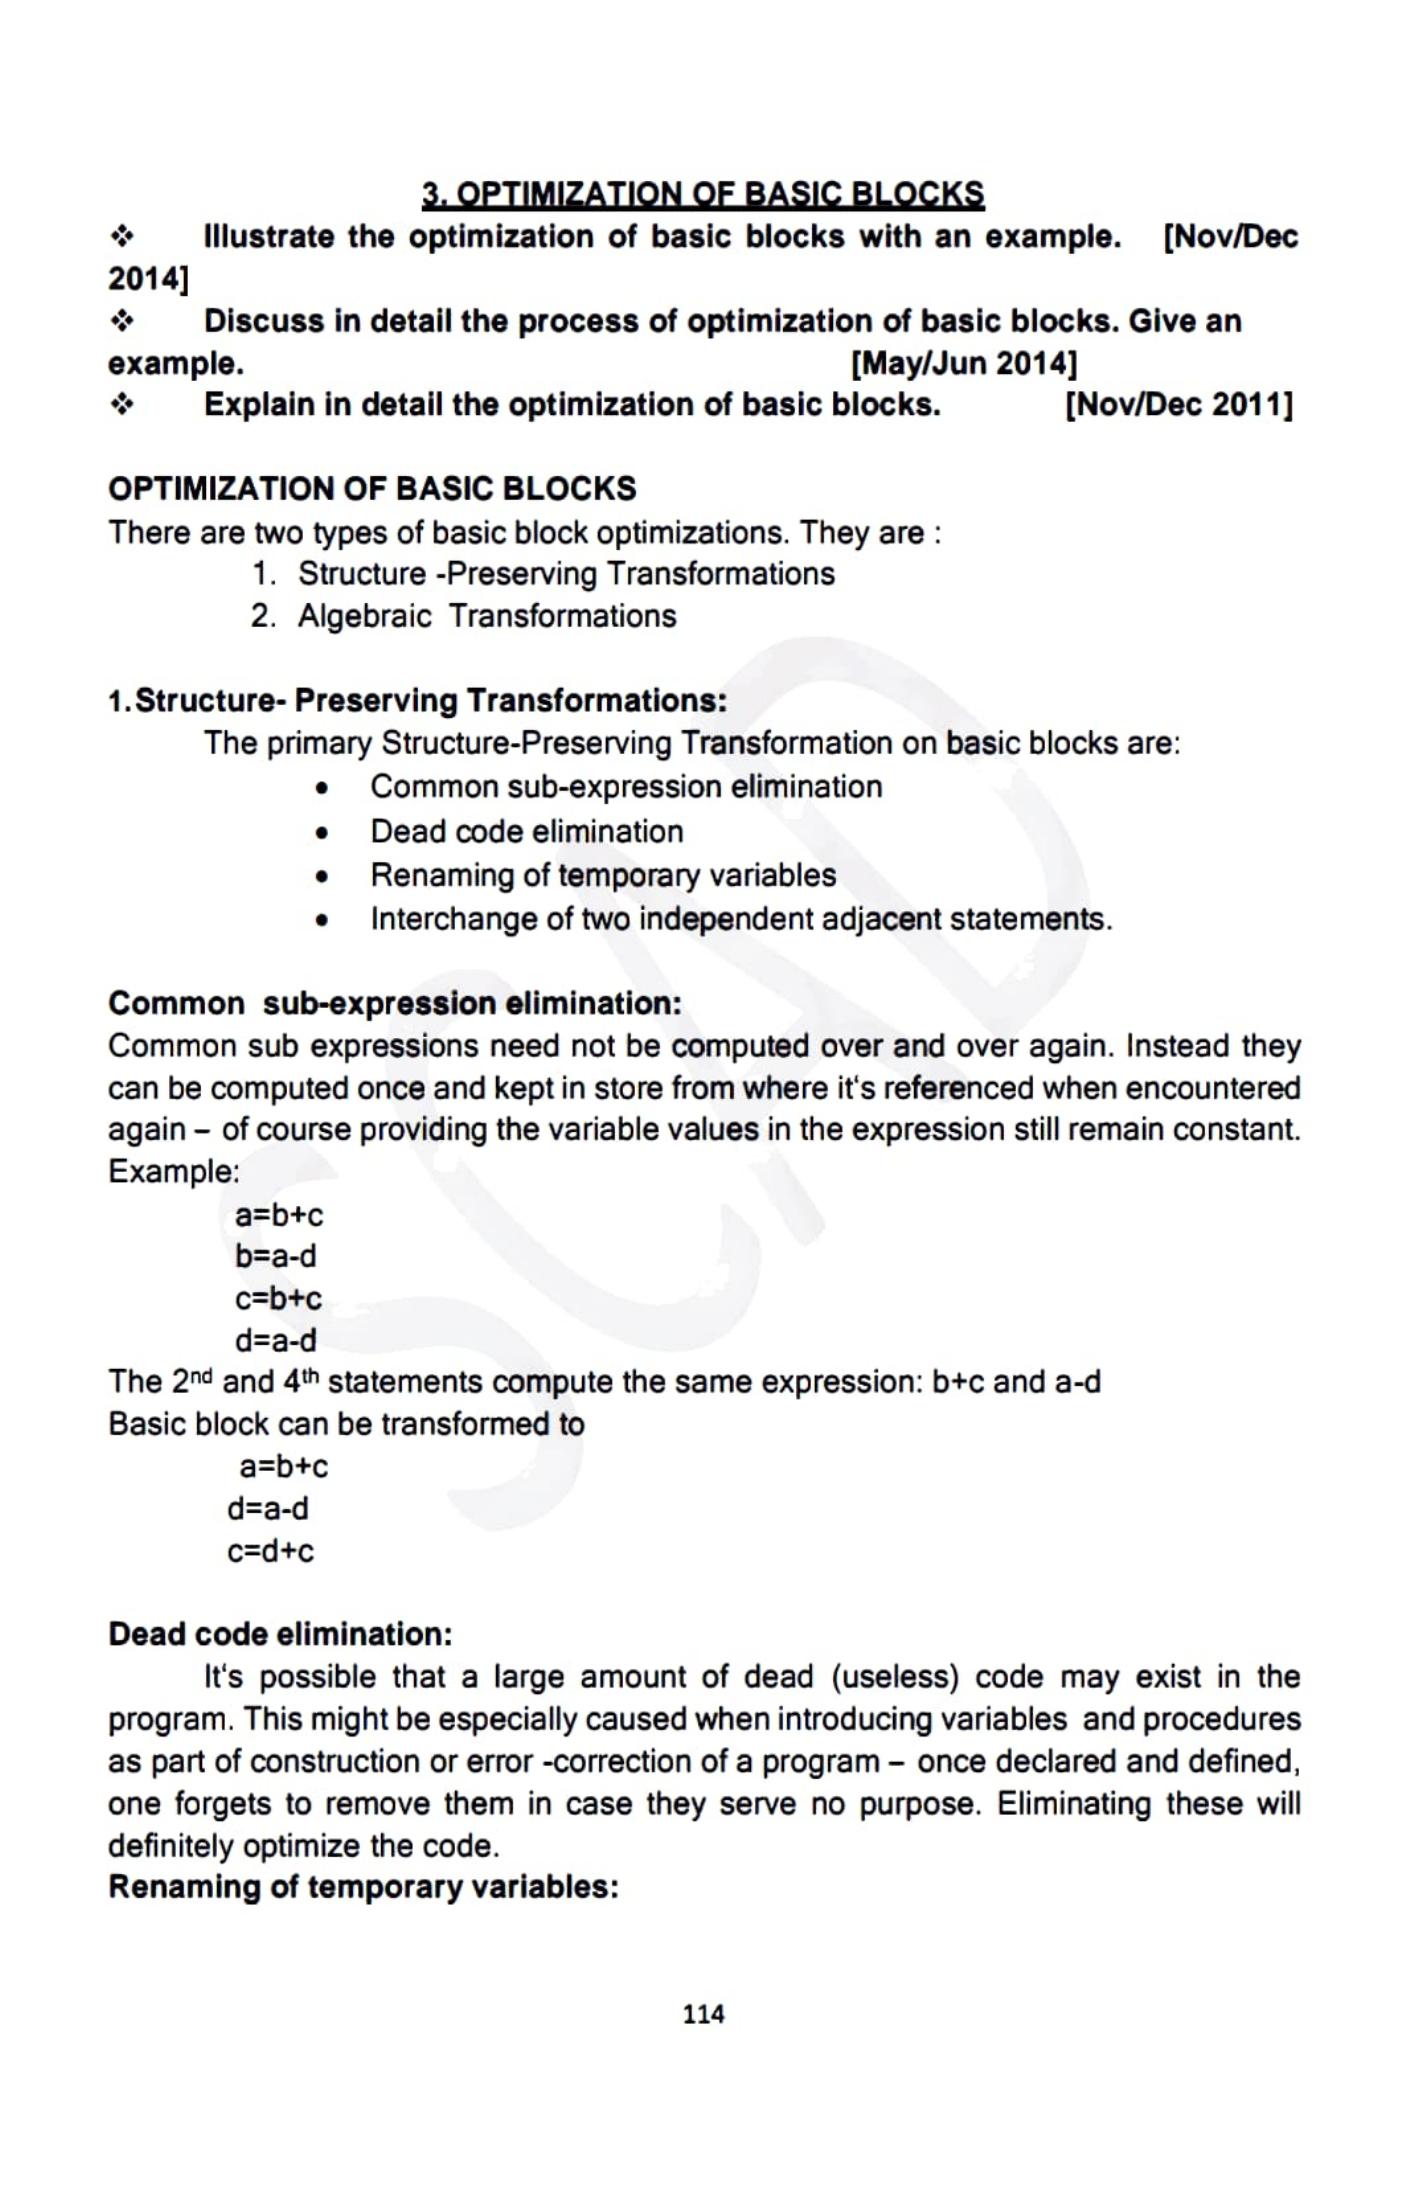 3. OPTIMIZATION OF BASIC BLOCKS
❖ Illustrate the optimization of basic blocks with an example. [Nov/Dec
2014]
❖ Discuss in detail the process of optimization of basic blocks. Give an
example. [May/Jun 2014]
❖ Explain in detail the optimization of basic blocks. [Nov/Dec 2011]
OPTIMIZATION OF BASIC BLOCKS
There are two types of basic block optimizations. They are :
1. Structure -Preserving Transformations
2. Algebraic Transformations
1.Structure- Preserving Transformations:
The primary Structure-Preserving Transformation on basic blocks are:
• Common sub-expression elimination
• Dead code elimination
• Renaming of temporary variables
• Interchange of two independent adjacent statements.
Common sub-expression elimination:
Common sub expressions need not be computed over and over again. Instead they
can be computed once and kept in store from where it‘s referenced when encountered
again – of course providing the variable values in the expression still remain constant.
Example:
a=b+c
b=a-d
c=b+c
d=a-d
The 2nd and 4th statements compute the same expression: b+c and a-d
Basic block can be transformed to
a=b+c
d=a-d
c=d+c
Dead code elimination:
It‘s possible that a large amount of dead (useless) code may exist in the
program. This might be especially caused when introducing variables and procedures
as part of construction or error -correction of a program – once declared and defined,
one forgets to remove them in case they serve no purpose. Eliminating these will
definitely optimize the code.
Renaming of temporary variables:
114
SCAD